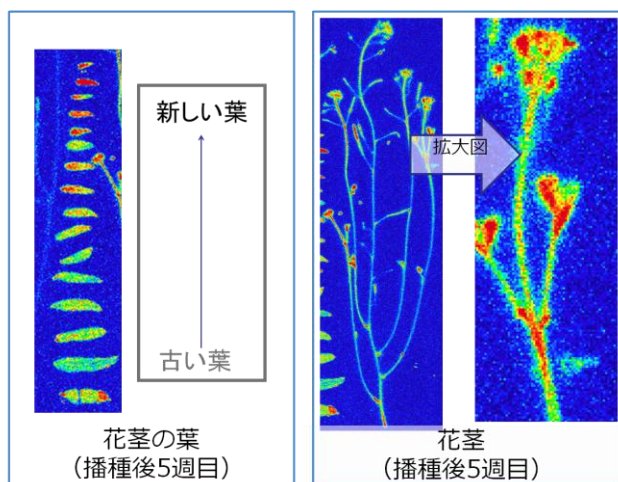 新しい葉
古い葉
花茎の葉
（播種後5週目）
拡大図
花茎
（播種後5週目）